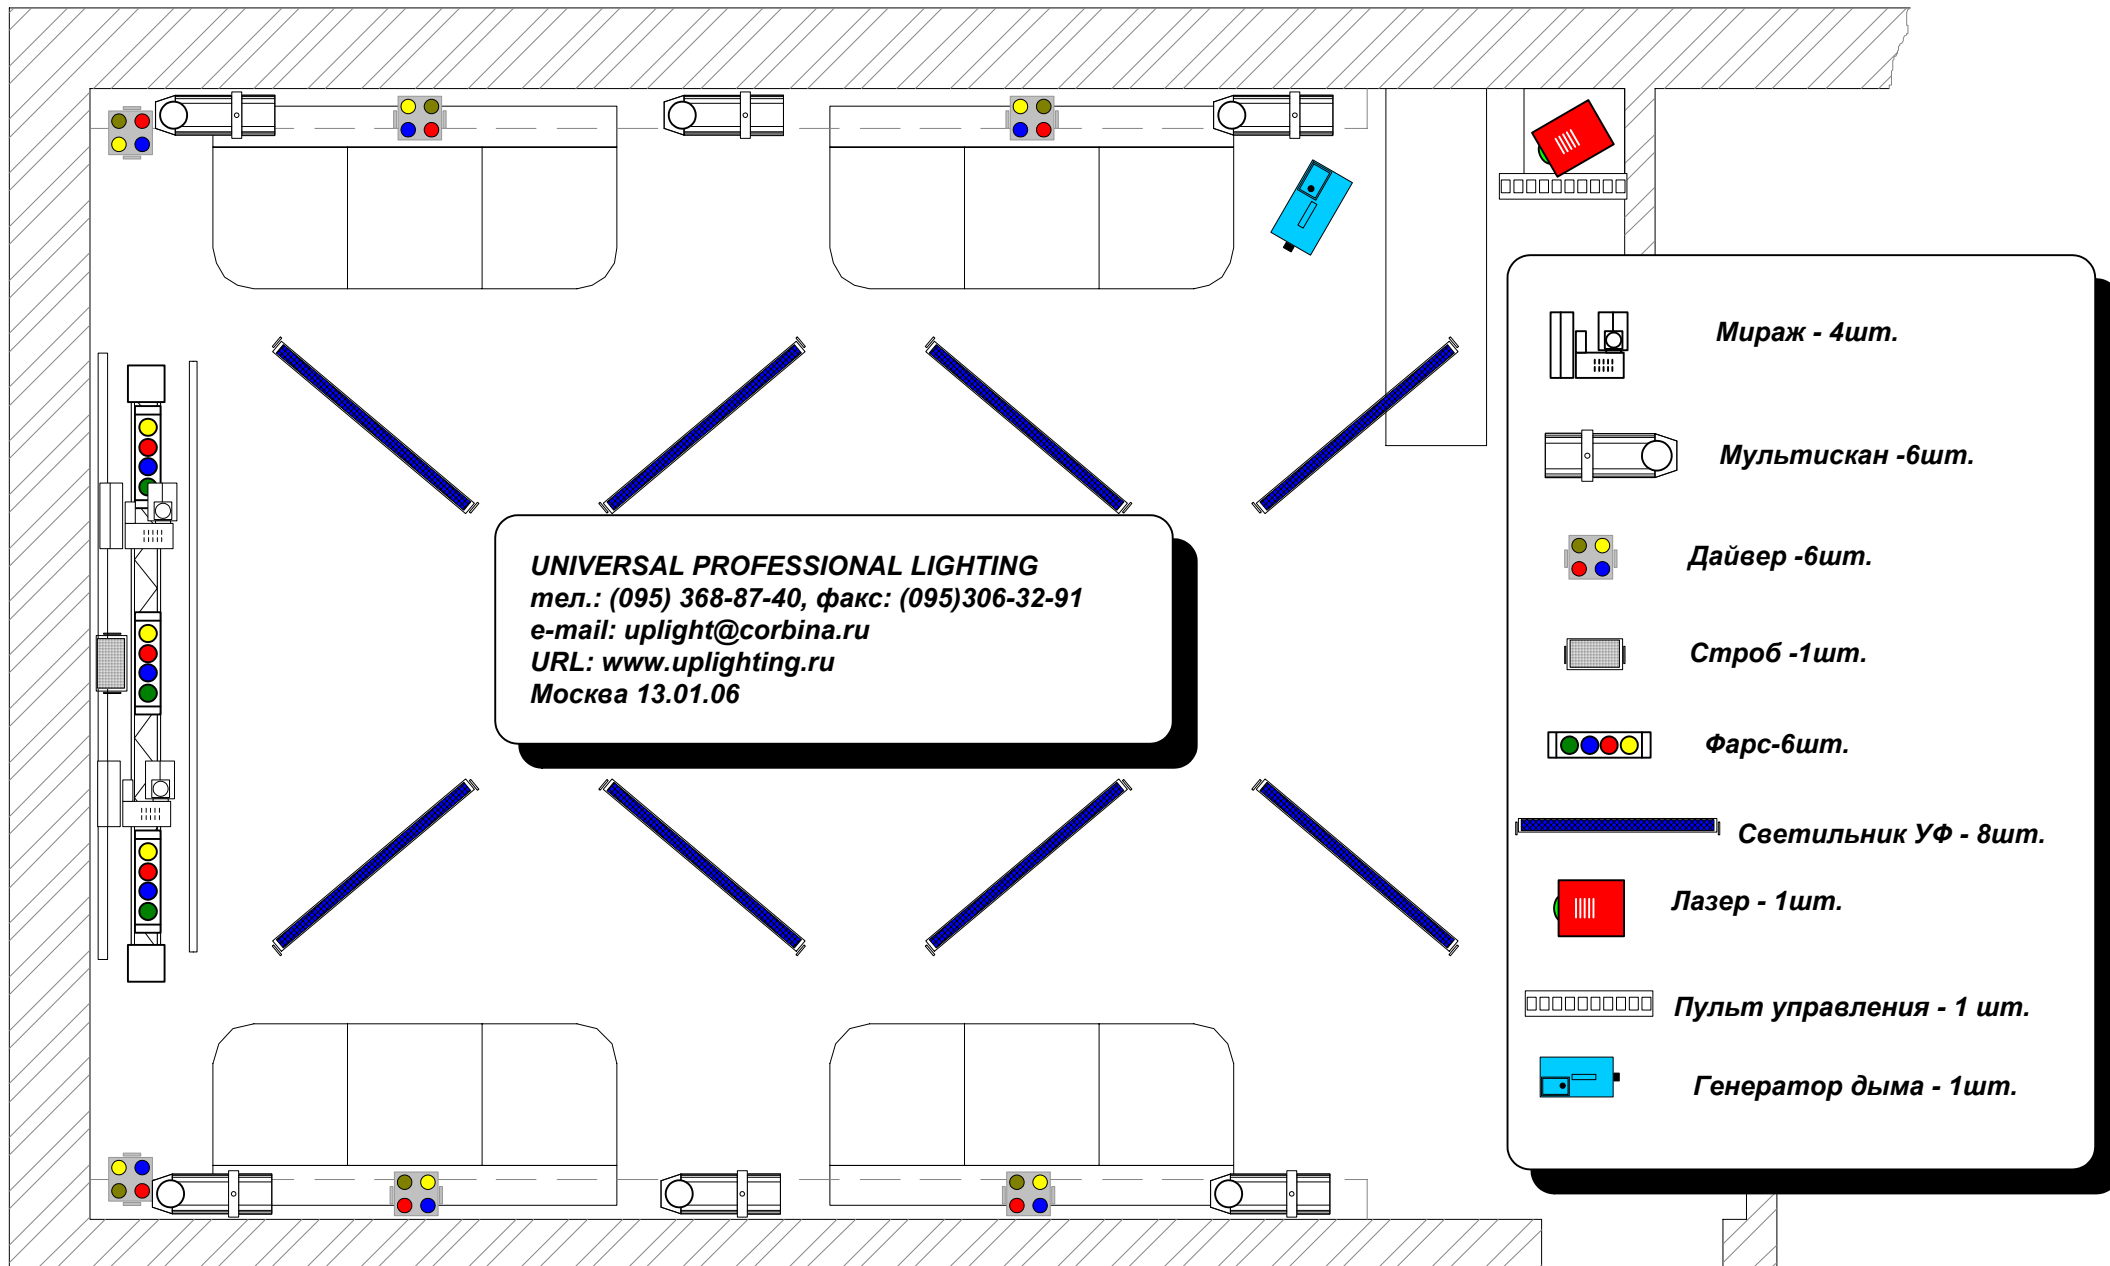 UNIVERSAL PROFESSIONAL LIGHTING
тел.: (095) 368-87-40, факс: (095)306-32-91
e-mail: uplight@corbina.ru
URL: www.uplighting.ru
Москва 13.01.06
Мираж - 4шт.
Мультискан -6шт.
Дайвер -6шт.
Строб -1шт.
Фарс-6шт.
Светильник УФ - 8шт.
Лазер - 1шт.
Пульт управления - 1 шт.
Генератор дыма - 1шт.